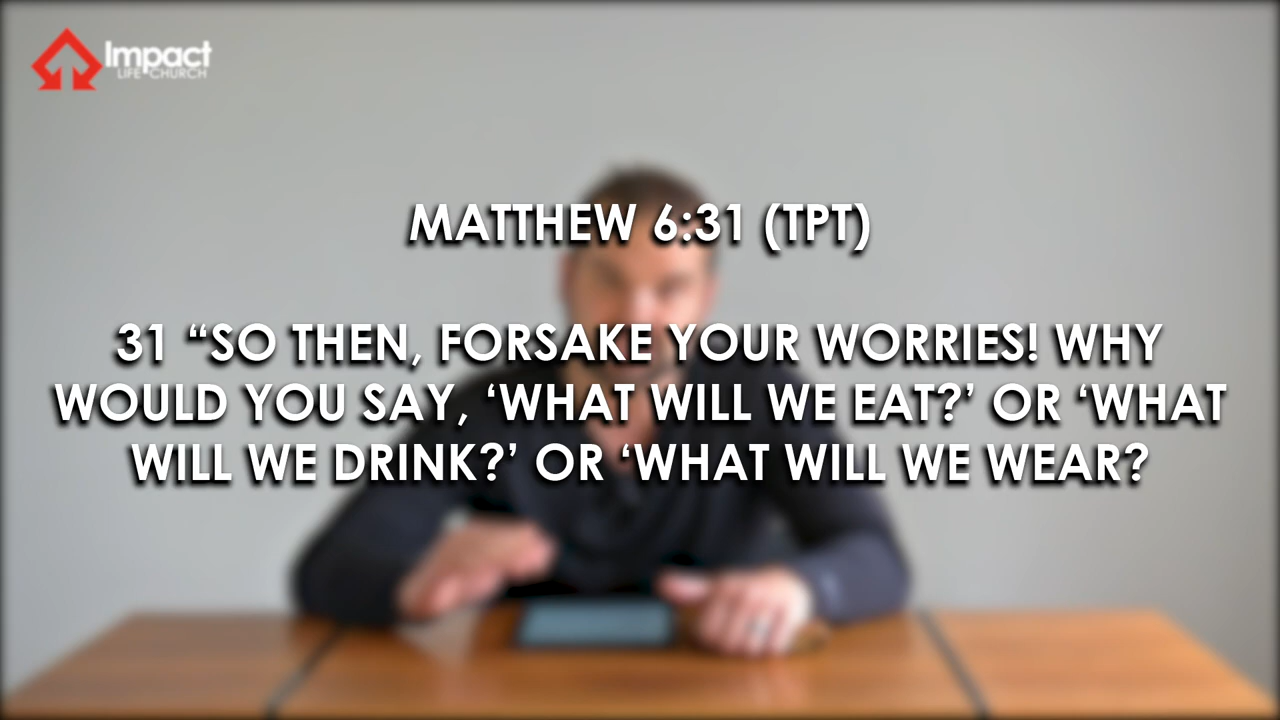 Impact
LIFE CHURCH
MATTHEW 6:31 (TPT)
31 “SO THEN, FORSAKE YOUR WORRIES! WHY
WOULD YOU SAY, ‘WHAT WILL WE EAT?’ OR ‘WHAT
WILL WE DRINK?’ OR ‘WHAT WILL WE WEAR?